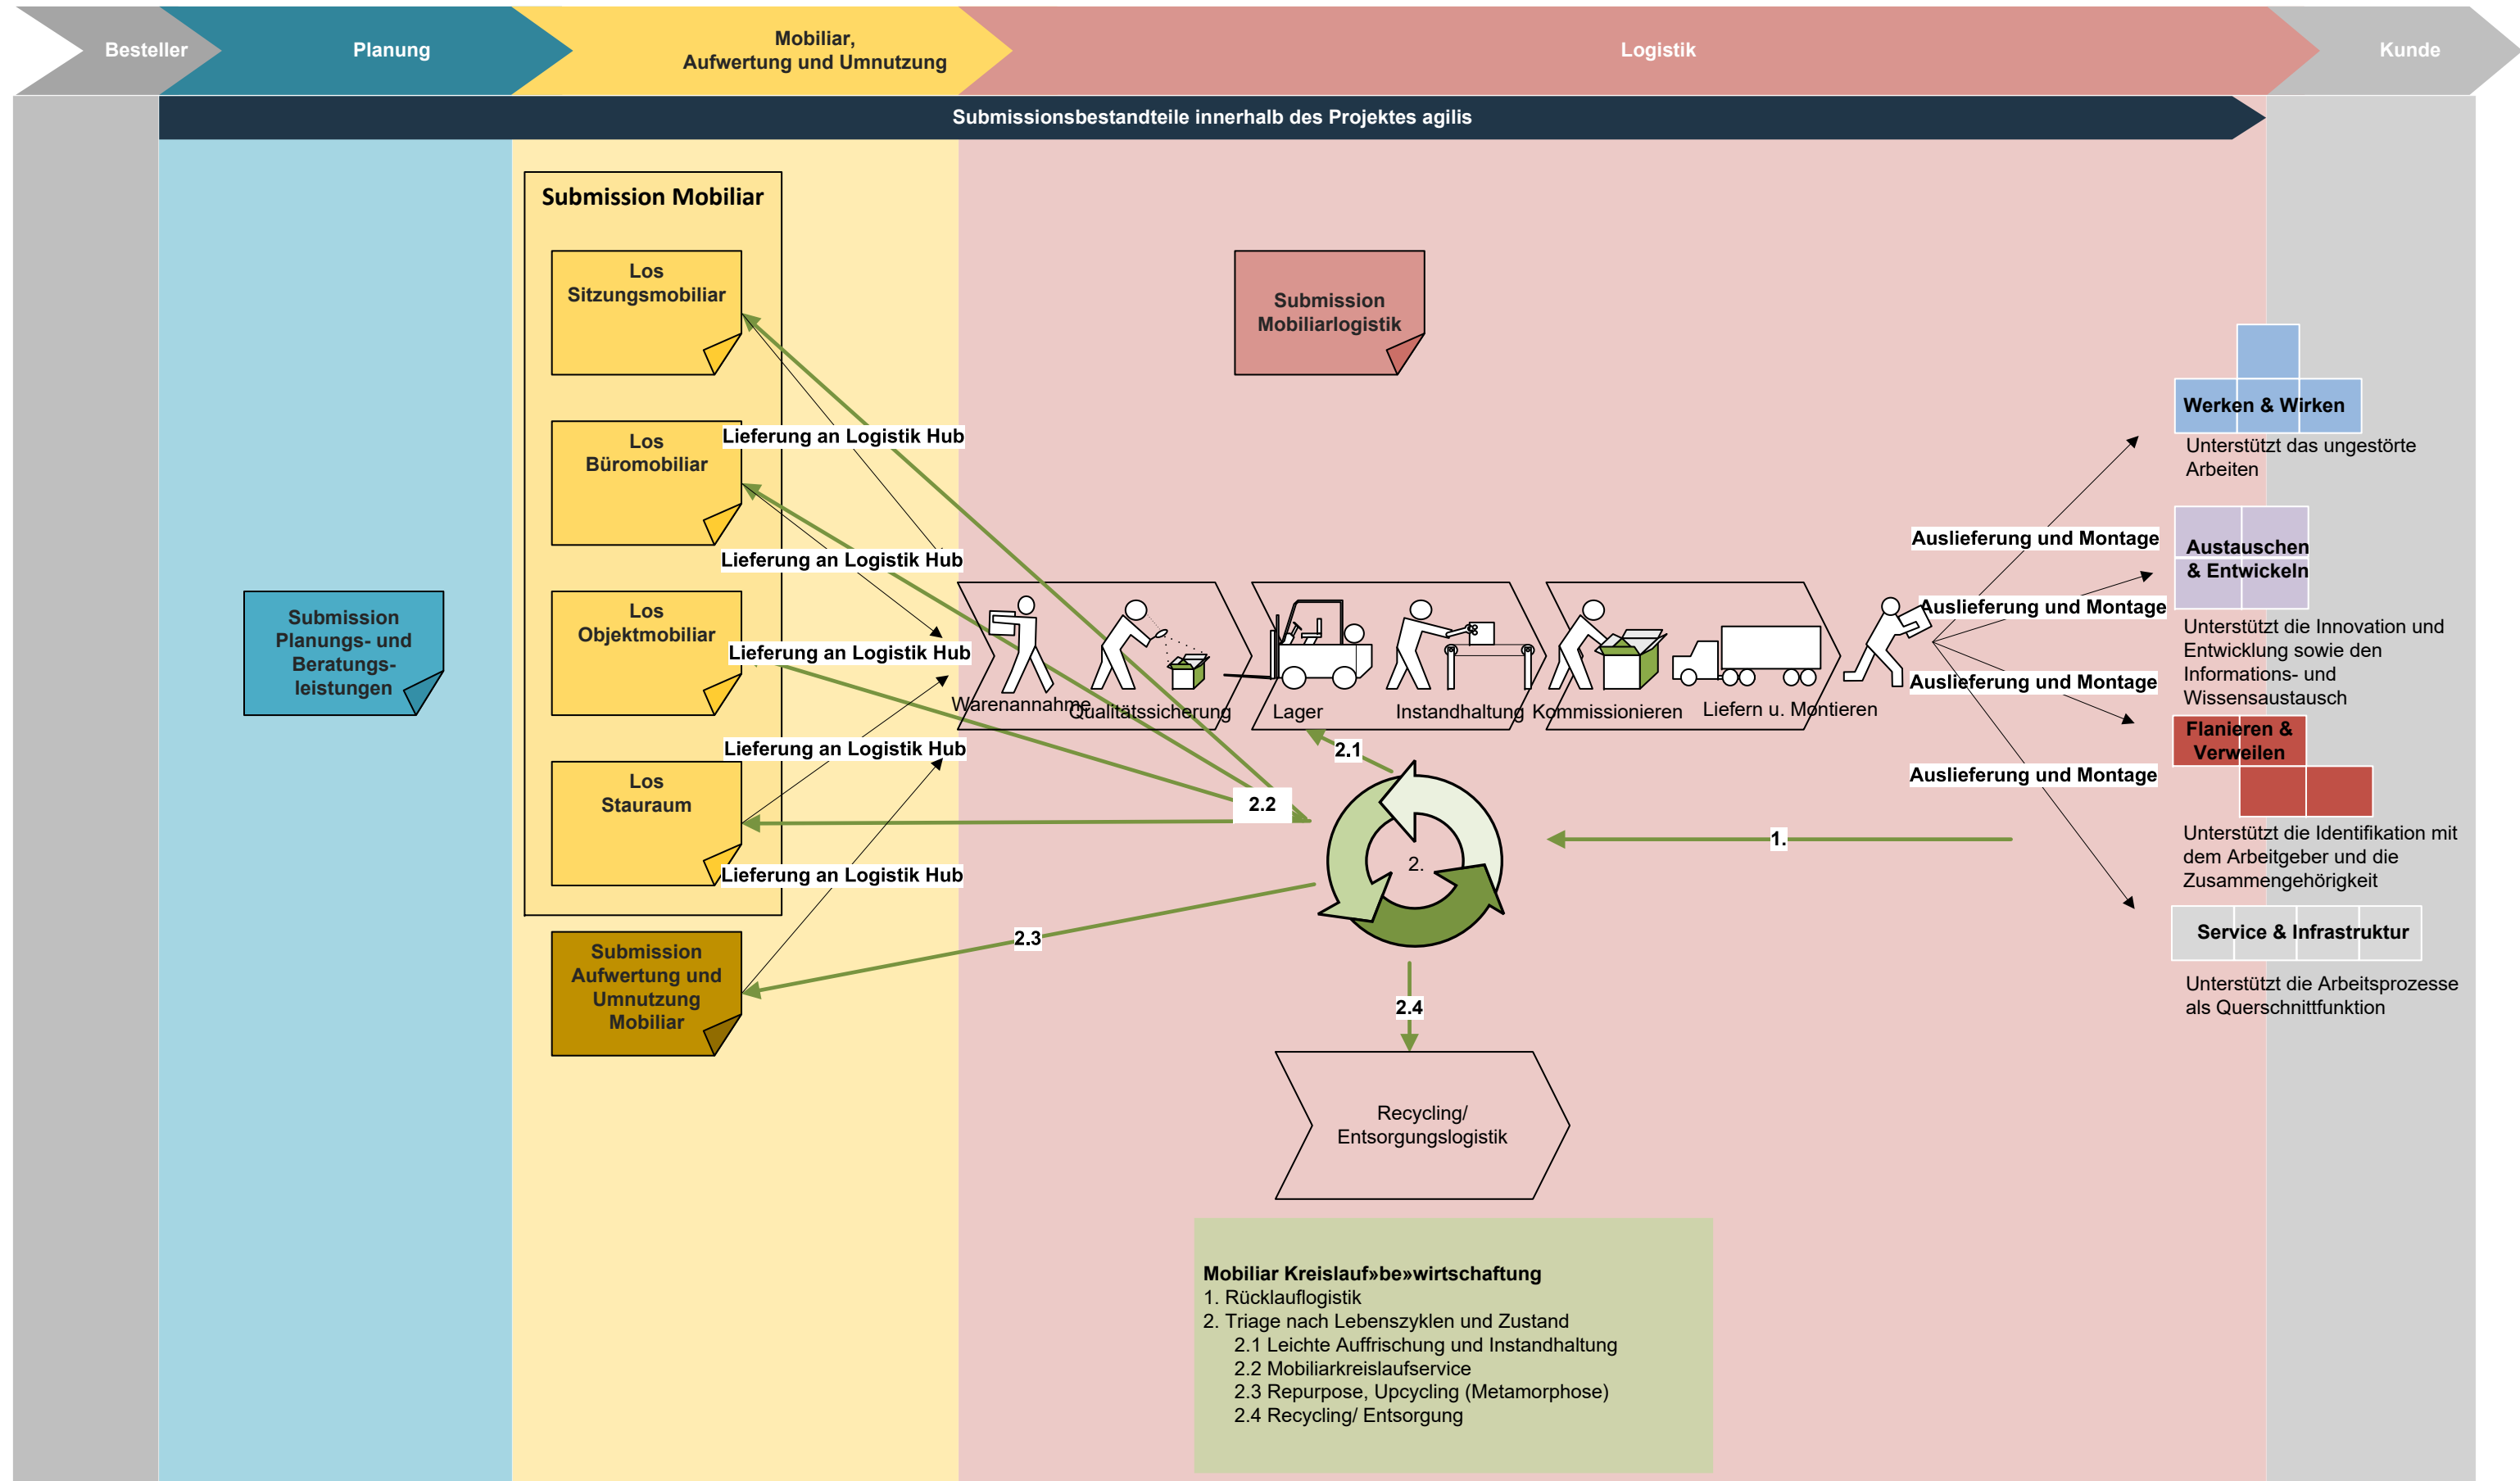 Besteller
Planung
Mobiliar,
Aufwertung und Umnutzung
Logistik
Kunde
Submissionsbestandteile innerhalb des Projektes agilis
Submission Mobiliar
Los
Sitzungsmobiliar
Los
Büromobiliar
Los
Objektmobiliar
Los
Stauraum
Submission
Aufwertung und
Umnutzung
Mobiliar
Submission
Planungs- und
Beratungs-
leistungen
Submission
Mobiliarlogistik
Lieferung an Logistik Hub
Lieferung an Logistik Hub
Lieferung an Logistik Hub
Lieferung an Logistik Hub
Lieferung an Logistik Hub
Warenannahme
Qualitätssicherung
Lager
Instandhaltung
Kommissionieren
Liefern u. Montieren
Auslieferung und Montage
Auslieferung und Montage
Auslieferung und Montage
Auslieferung und Montage
Werken & Wirken
Unterstützt das ungestörte
Arbeiten
Austauschen
& Entwickeln
Unterstützt die Innovation und
Entwicklung sowie den
Informations- und
Wissensaustausch
Flanieren &
Verweilen
Unterstützt die Identifikation mit
dem Arbeitgeber und die
Zusammengehörigkeit
Service & Infrastruktur
Unterstützt die Arbeitsprozesse
als Querschnittfunktion
2.1
2.2
1.
2.
2.3
2.4
Recycling/
Entsorgungslogistik
Mobiliar Kreislauf»be»wirtschaftung
1. Rücklauflogistik
2. Triage nach Lebenszyklen und Zustand
2.1 Leichte Auffrischung und Instandhaltung
2.2 Mobiliarkreislaufservice
2.3 Repurpose, Upcycling (Metamorphose)
2.4 Recycling/ Entsorgung